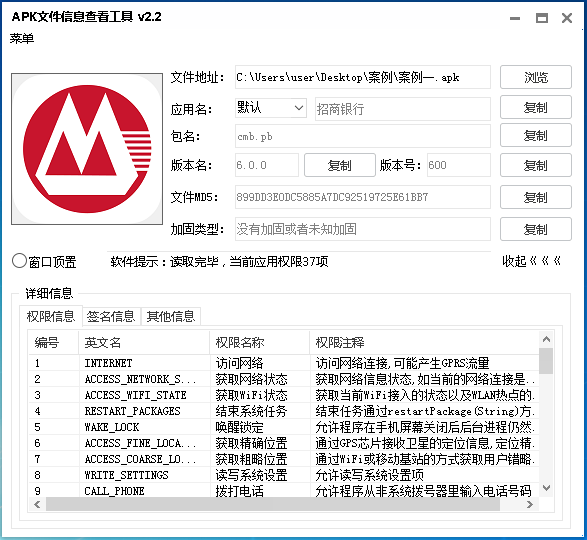 APK文件信息查看工具 v2.2
菜单
文件地址: C:\Users\user\Desktop\案例\案例一.apk 浏览
应用名: 默认 招商银行 复制
包名: cmb.pb 复制
版本名: 6.0.0 复制 版本号: 600 复制
文件MD5: 899DD3E0DC5885A7DC92519725E61BB7 复制
加固类型: 没有加固或者未知加固 复制
窗口顶置 软件提示：读取完毕，当前应用权限37项 收起《《《
详细信息
权限信息 签名信息 其他信息
编号 英文名 权限名称 权限注释
1 INTERNET 访问网络 访问网络连接,可能产生GPRS流量
2 ACCESS_NETWORK_S... 获取网络状态 获取网络信息状态,如当前的网络连接是...
3 ACCESS_WIFI_STATE 获取WiFi状态 获取当前WiFi接入的状态以及WLAN热点的...
4 RESTART_PACKAGES 结束系统任务 结束任务通过restartPackage(String)方...
5 WAKE_LOCK 唤醒锁定 允许程序在手机屏幕关闭后后台进程仍然...
6 ACCESS_FINE_LOCA... 获取精确位置 通过GPS芯片接收卫星的定位信息,定位精...
7 ACCESS_COARSE_LO... 获取粗略位置 通过WiFi或移动基站的方式获取用户错略...
8 WRITE_SETTINGS 读写系统设置 允许读写系统设置项
9 CALL_PHONE 拨打电话 允许程序从非系统拨号器里输入电话号码